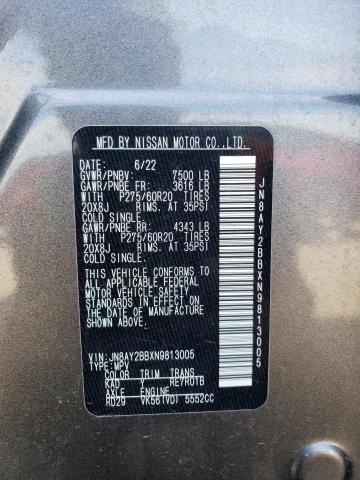 MFD BY NISSAN MOTOR CO.,LTD.
DATE: 6/22
GVWR/PNBV: 7500 LB
GAWR/PNBE FR: 3616 LB
WITH P275/60R20 TIRES
20X8J RIMS. AT 35PSI
COLD SINGLE.
GAWR/PNBE RR: 4343 LB
WITH P275/60R20 TIRES
20X8J RIMS. AT 35PSI
COLD SINGLE.
THIS VEHICLE CONFORMS
TO ALL APPLICABLE FEDERAL
MOTOR VEHICLE SAFETY
STANDARDS IN EFFECT ON
THE DATE OF MANUFACTURE
SHOWN ABOVE.
VIN: JN8AY2BBXN9813005
TYPE: MPV
COLOR TRIM TRANS
KAD Y RE7R01B
AXLE ENGINE
RD29 VK56(VD) 5552CC
JN8AY2BBXN9813005